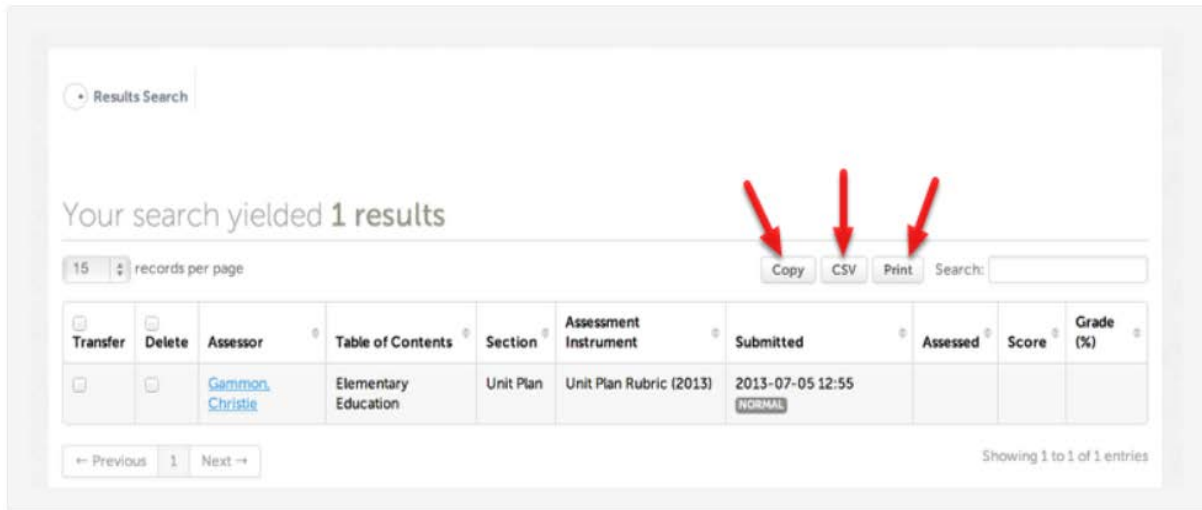 Results Search
Your search yielded 1 results
15 records per page
Copy CSV Print Search:
Transfer Delete Assessor Table of Contents Section Assessment Instrument Submitted Assessed Score Grade (%)
Gammon, Christie Elementary Education Unit Plan Unit Plan Rubric (2013) 2013-07-05 12:55 NORMAL
← Previous 1 Next → Showing 1 to 1 of 1 entries